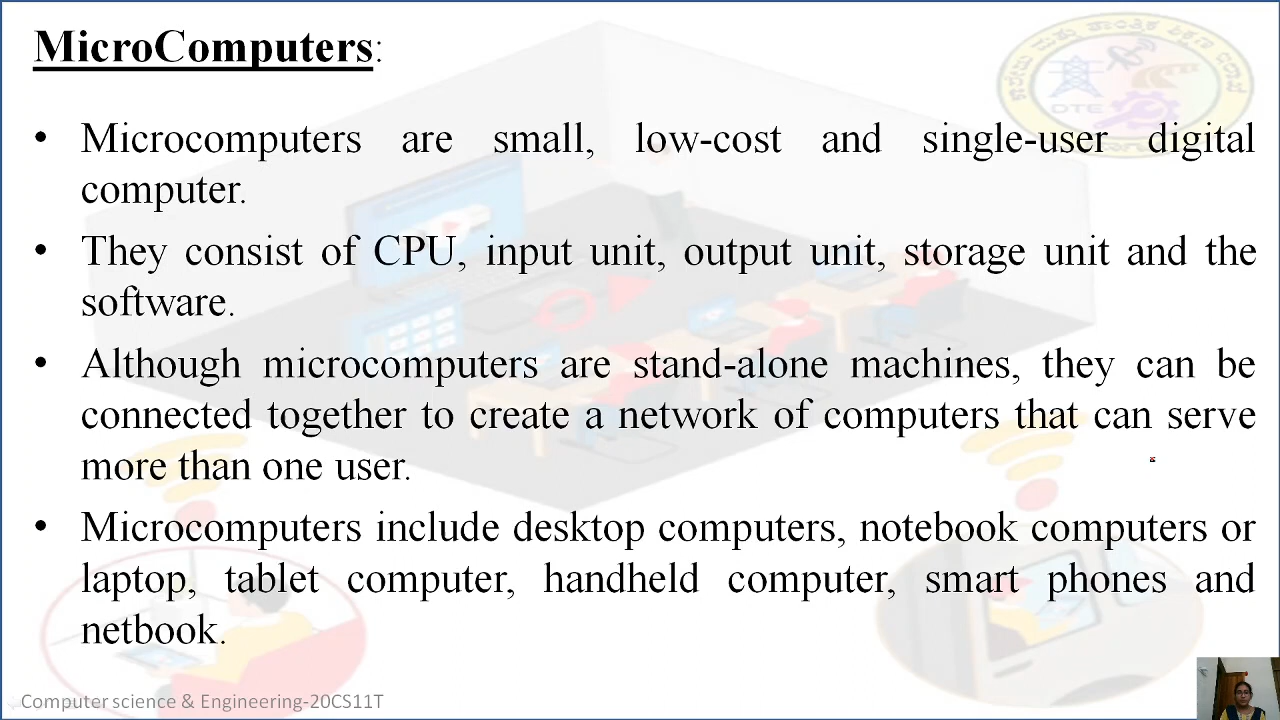 MicroComputers:
• Microcomputers are small, low-cost and single-user digital
computer.
• They consist of CPU, input unit, output unit, storage unit and the
software.
• Although microcomputers are stand-alone machines, they can be
connected together to create a network of computers that can serve
more than one user.
• Microcomputers include desktop computers, notebook computers or
laptop, tablet computer, handheld computer, smart phones and
netbook.
DTE
Computer science & Engineering-20CS11T